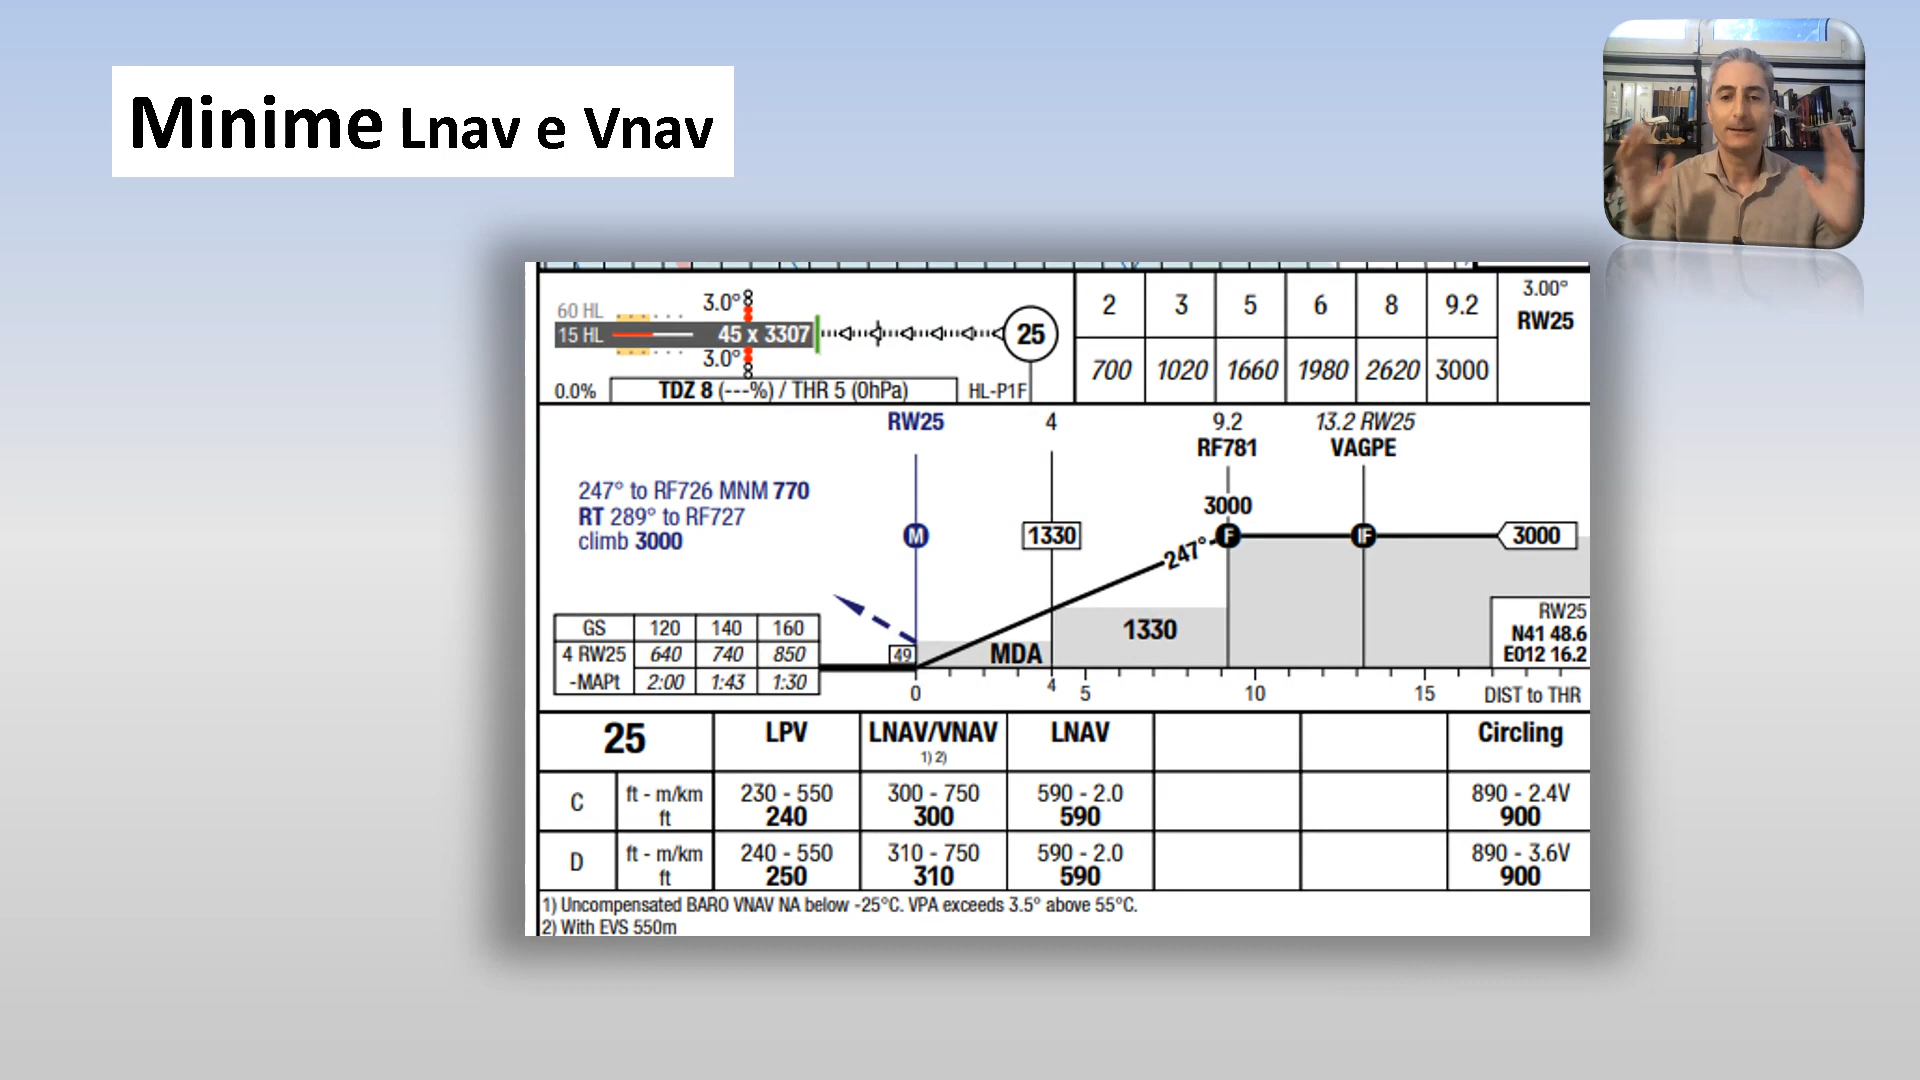 Minime Lnav e Vnav
60 HL
3.0°
15 HL
45 x 3307
25
3.0°
0.0%
TDZ 8 (---%) / THR 5 (0hPa)
HL-P1F
2 3 5 6 8 9.2
700 1020 1660 1980 2620 3000
3.00°
RW25
RW25 4 9.2 13.2 RW25
RF781 VAGPE
247° to RF726 MNM 770
RT 289° to RF727
climb 3000
M
1330
3000
247°
F
IF
3000
1330
49
MDA
RW25
N41 48.6
E012 16.2
GS 120 140 160
4 RW25 640 740 850
-MAPt 2:00 1:43 1:30
0 4 5 10 15 DIST to THR
25 LPV LNAV/VNAV LNAV Circling
1) 2)
C ft - m/km 230 - 550 300 - 750 590 - 2.0 890 - 2.4V
ft 240 300 590 900
D ft - m/km 240 - 550 310 - 750 590 - 2.0 890 - 3.6V
ft 250 310 590 900
1) Uncompensated BARO VNAV NA below -25°C. VPA exceeds 3.5° above 55°C.
2) With EVS 550m